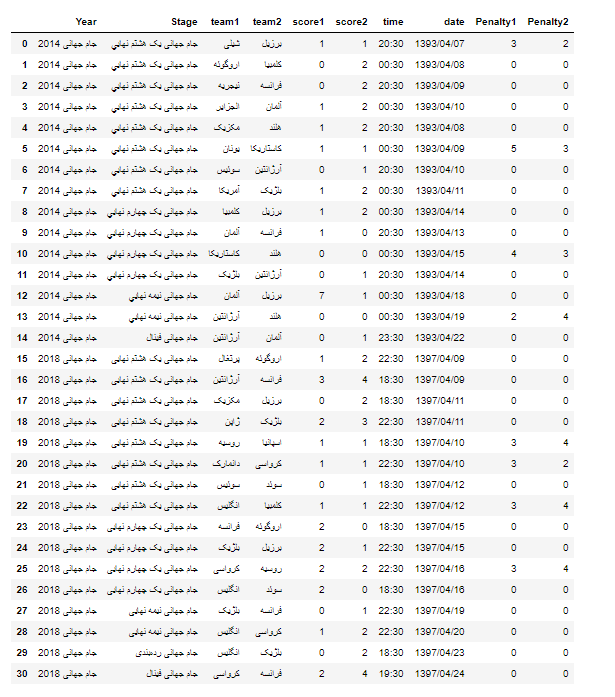 Year Stage team1 team2 score1 score2 time date Penalty1 Penalty2
0 جام جهانی 2014 جام جهانی یک هشتم نهایي شیلی برزیل 1 1 20:30 1393/04/07 3 2
1 جام جهانی 2014 جام جهانی یک هشتم نهایي اروگوئه کلمبیا 0 2 00:30 1393/04/08 0 0
2 جام جهانی 2014 جام جهانی یک هشتم نهایي نیجریه فرانسه 0 2 20:30 1393/04/09 0 0
3 جام جهانی 2014 جام جهانی یک هشتم نهایي الجزایر آلمان 1 2 00:30 1393/04/10 0 0
4 جام جهانی 2014 جام جهانی یک هشتم نهایي مکزیک هلند 1 2 20:30 1393/04/08 0 0
5 جام جهانی 2014 جام جهانی یک هشتم نهایي یونان کاستاریکا 1 1 00:30 1393/04/09 5 3
6 جام جهانی 2014 جام جهانی یک هشتم نهایي سوئیس آرژانتین 0 1 20:30 1393/04/10 0 0
7 جام جهانی 2014 جام جهانی یک هشتم نهایي آمریکا بلژیک 1 2 00:30 1393/04/11 0 0
8 جام جهانی 2014 جام جهانی یک چهارم نهایي کلمبیا برزیل 1 2 00:30 1393/04/14 0 0
9 جام جهانی 2014 جام جهانی یک چهارم نهایي آلمان فرانسه 1 0 20:30 1393/04/13 0 0
10 جام جهانی 2014 جام جهانی یک چهارم نهایي کاستاریکا هلند 0 0 00:30 1393/04/15 4 3
11 جام جهانی 2014 جام جهانی یک چهارم نهایي بلژیک آرژانتین 0 1 20:30 1393/04/14 0 0
12 جام جهانی 2014 جام جهانی نیمه نهایي آلمان برزیل 7 1 00:30 1393/04/18 0 0
13 جام جهانی 2014 جام جهانی نیمه نهایي آرژانتین هلند 0 0 00:30 1393/04/19 2 4
14 جام جهانی 2014 جام جهانی فینال آرژانتین آلمان 0 1 23:30 1393/04/22 0 0
15 جام جهانی 2018 جام جهانی یک هشتم نهایی پرتغال اروگوئه 1 2 22:30 1397/04/09 0 0
16 جام جهانی 2018 جام جهانی یک هشتم نهایی آرژانتین فرانسه 3 4 18:30 1397/04/09 0 0
17 جام جهانی 2018 جام جهانی یک هشتم نهایی مکزیک برزیل 0 2 18:30 1397/04/11 0 0
18 جام جهانی 2018 جام جهانی یک هشتم نهایی ژاپن بلژیک 2 3 22:30 1397/04/11 0 0
19 جام جهانی 2018 جام جهانی یک هشتم نهایی روسیه اسپانیا 1 1 18:30 1397/04/10 3 4
20 جام جهانی 2018 جام جهانی یک هشتم نهایی دانمارک کرواسی 1 1 22:30 1397/04/10 3 2
21 جام جهانی 2018 جام جهانی یک هشتم نهایی سوئیس سوئد 0 1 18:30 1397/04/12 0 0
22 جام جهانی 2018 جام جهانی یک هشتم نهایی انگلیس کلمبیا 1 1 22:30 1397/04/12 3 4
23 جام جهانی 2018 جام جهانی یک چهارم نهایی فرانسه اروگوئه 2 0 18:30 1397/04/15 0 0
24 جام جهانی 2018 جام جهانی یک چهارم نهایی بلژیک برزیل 2 1 22:30 1397/04/15 0 0
25 جام جهانی 2018 جام جهانی یک چهارم نهایی کرواسی روسیه 2 2 22:30 1397/04/16 3 4
26 جام جهانی 2018 جام جهانی یک چهارم نهایی انگلیس سوئد 2 0 18:30 1397/04/16 0 0
27 جام جهانی 2018 جام جهانی نیمه نهایی بلژیک فرانسه 0 1 22:30 1397/04/19 0 0
28 جام جهانی 2018 جام جهانی نیمه نهایی انگلیس کرواسی 1 2 22:30 1397/04/20 0 0
29 جام جهانی 2018 جام جهانی رده‌بندی انگلیس بلژیک 0 2 18:30 1397/04/23 0 0
30 جام جهانی 2018 جام جهانی فینال کرواسی فرانسه 2 4 19:30 1397/04/24 0 0